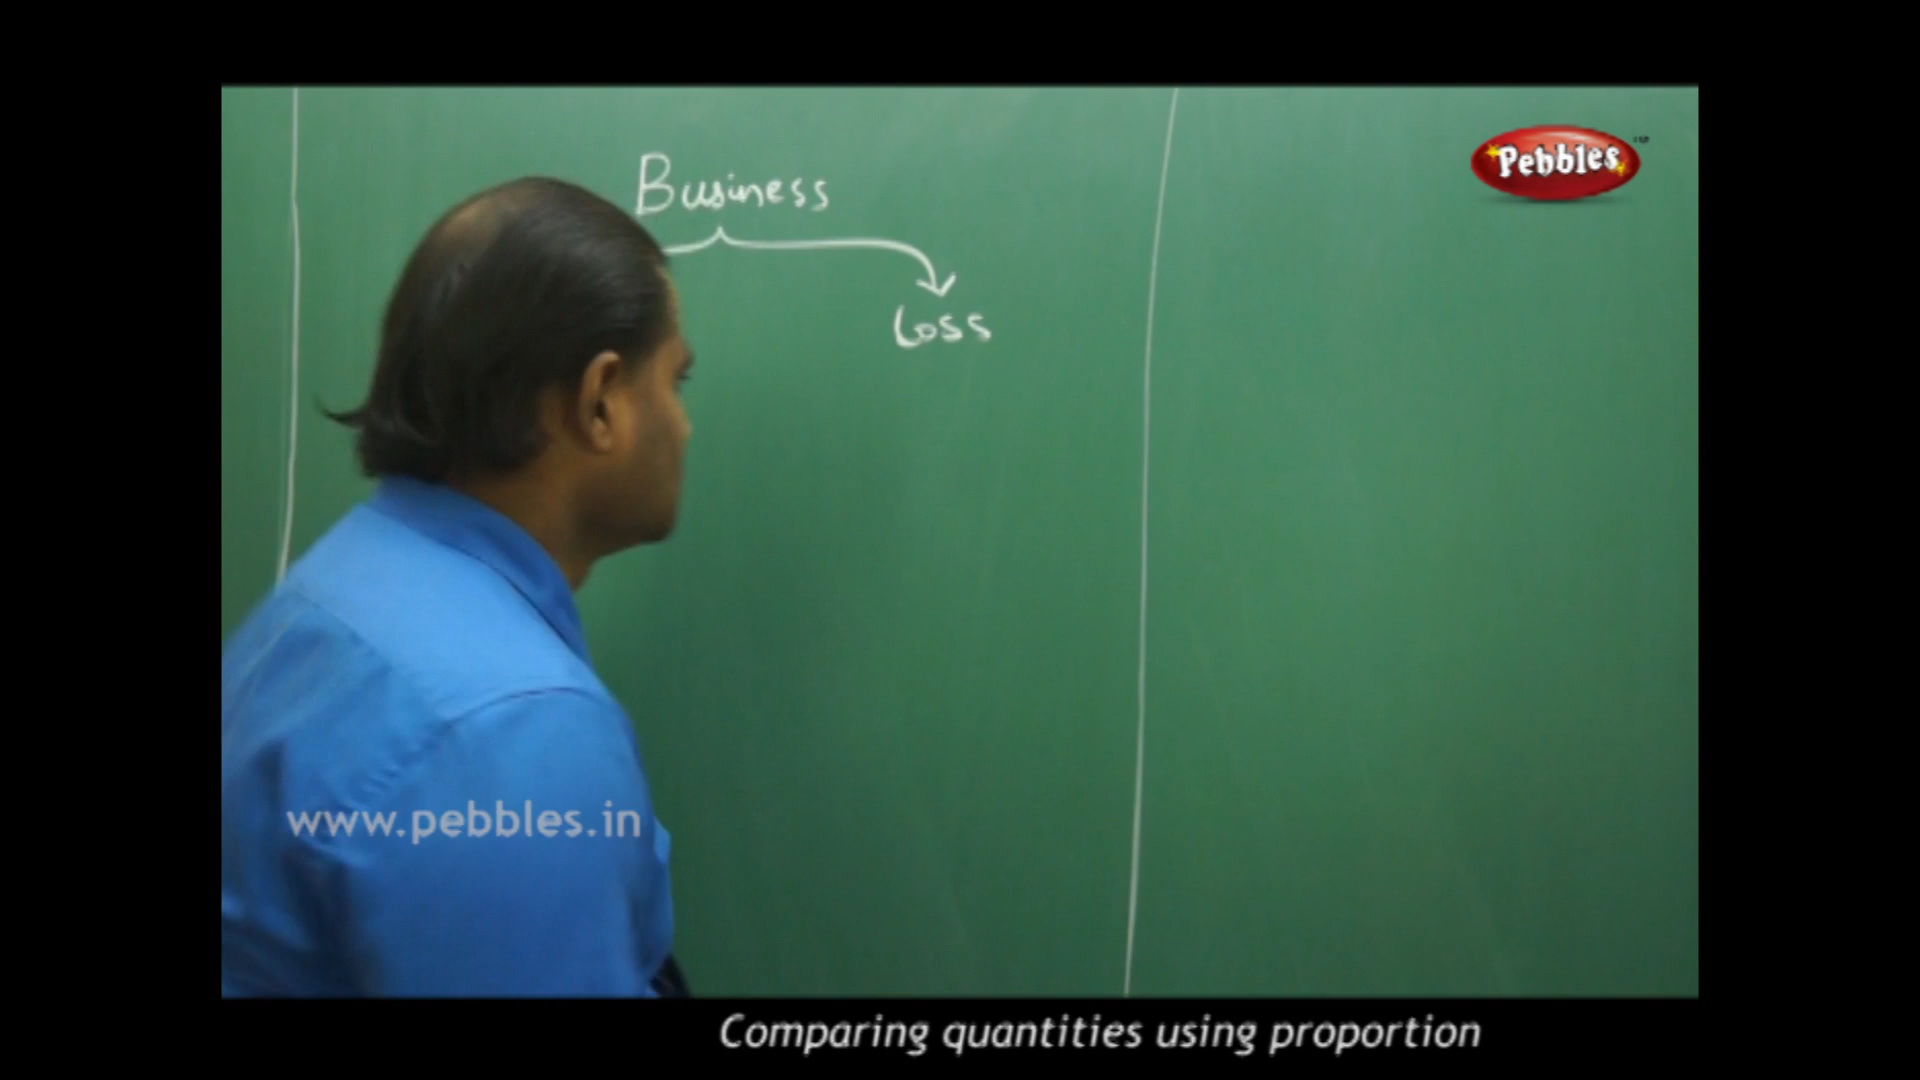 Business
Pebbles
Loss
www.pebbles.in
Comparing quantities using proportion